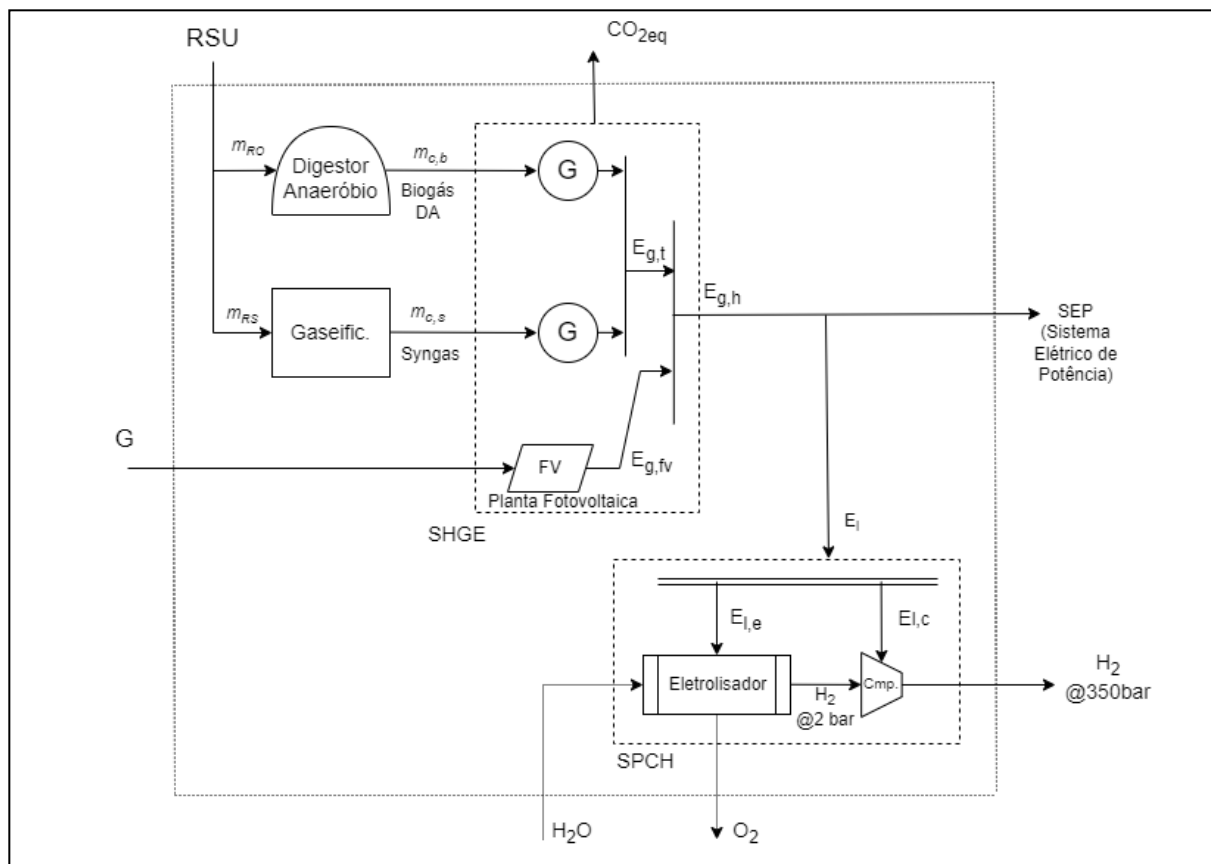 RSU
CO2eq
mRO
Digestor
Anaeróbio
mc,b
Biogás
DA
G
Eg,t
mRS
Gaseific.
mc,s
Syngas
G
Eg,h
SEP
(Sistema
Elétrico de
Potência)
G
FV
Eg,fv
Planta Fotovoltaica
SHGE
El
El,e
El,c
Eletrolisador
H2
@2 bar
Cmp.
H2
@350bar
SPCH
H2O
O2